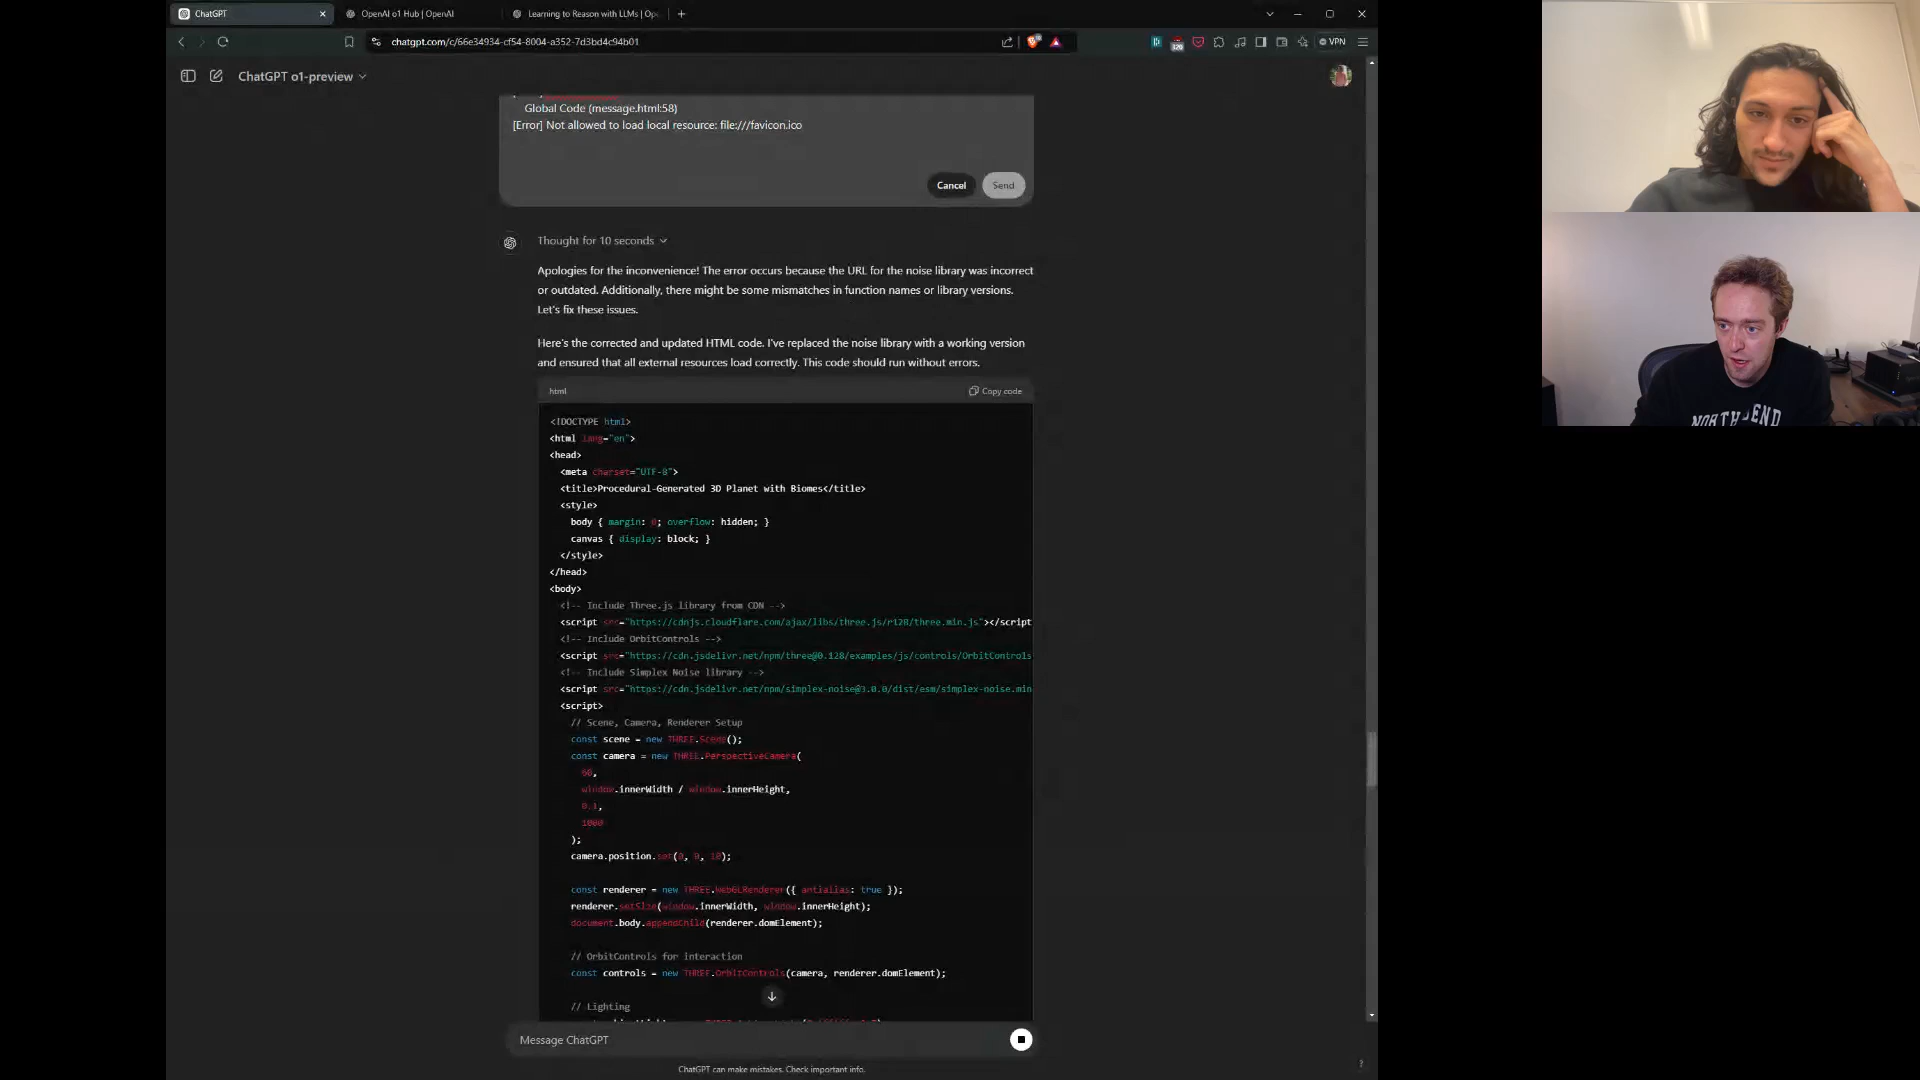 ChatGPT
OpenAI o1 Hub | OpenAI
Learning to Reason with LLMs | Op
chatgpt.com/c/66e34934-cf54-8004-a352-7d3bd4c94b01
VPN
ChatGPT o1-preview
Global Code (message.html:58)
[Error] Not allowed to load local resource: file:///favicon.ico
Cancel
Send
Thought for 10 seconds
Apologies for the inconvenience! The error occurs because the URL for the noise library was incorrect
or outdated. Additionally, there might be some mismatches in function names or library versions.
Let's fix these issues.
Here's the corrected and updated HTML code. I've replaced the noise library with a working version
and ensured that all external resources load correctly. This code should run without errors.
html
Copy code
<!DOCTYPE html>
<html lang="en">
<head>
<meta charset="UTF-8">
<title>Procedural-Generated 3D Planet with Biomes</title>
<style>
body { margin: 0; overflow: hidden; }
canvas { display: block; }
</style>
</head>
<body>
<!-- Include Three.js library from CDN -->
<script src="https://cdnjs.cloudflare.com/ajax/libs/three.js/r128/three.min.js"></script
<!-- Include OrbitControls -->
<script src="https://cdn.jsdelivr.net/npm/three@0.128/examples/js/controls/OrbitControls
<!-- Include Simplex Noise library -->
<script src="https://cdn.jsdelivr.net/npm/simplex-noise@3.0.0/dist/esm/simplex-noise.min
<script>
// Scene, Camera, Renderer Setup
const scene = new THREE.Scene();
const camera = new THREE.PerspectiveCamera(
60,
window.innerWidth / window.innerHeight,
0.1,
1000
);
camera.position.set(0, 0, 10);
const renderer = new THREE.WebGLRenderer({ antialias: true });
renderer.setSize(window.innerWidth, window.innerHeight);
document.body.appendChild(renderer.domElement);
// OrbitControls for interaction
const controls = new THREE.OrbitControls(camera, renderer.domElement);
// Lighting
Message ChatGPT
ChatGPT can make mistakes. Check important info.
?